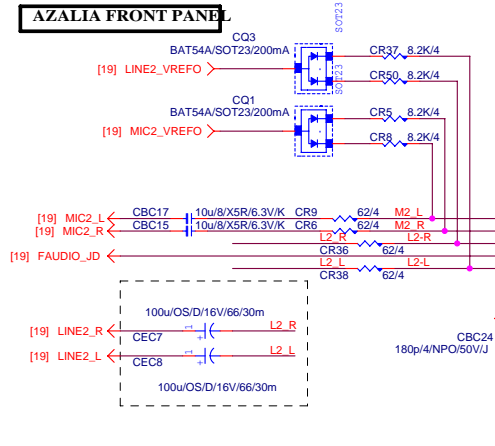 AZALIA FRONT PANEL
SOT23
CQ3
BAT54A/SOT23/200mA
CR37 8.2K/4
[19] LINE2_VREFO
CR50 8.2K/4
SOT23
CQ1
BAT54A/SOT23/200mA
CR5 8.2K/4
[19] MIC2_VREFO
CR8 8.2K/4
[19] MIC2_L CBC17 10u/8/X5R/6.3V/K CR9 62/4 M2_L
[19] MIC2_R CBC15 10u/8/X5R/6.3V/K CR6 62/4 M2_R
L2_R L2-R
[19] FAUDIO_JD CR36 62/4
L2_L L2-L
CR38 62/4
100u/OS/D/16V/66/30m
[19] LINE2_R 1 + L2_R
CEC7
[19] LINE2_L 1 + L2_L
CEC8
100u/OS/D/16V/66/30m
CBC24
180p/4/NPO/50V/J